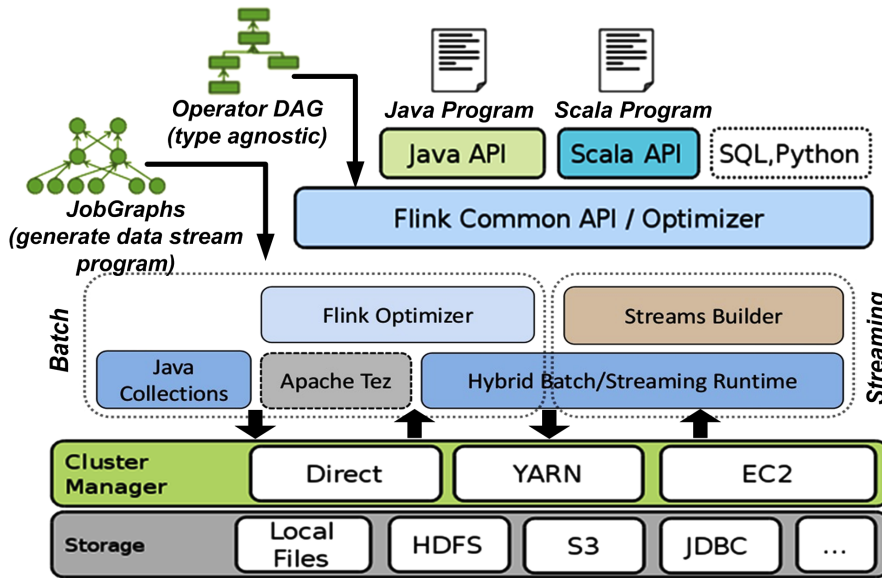 Operator DAG
(type agnostic)
Java Program
Scala Program
Java API
Scala API
SQL,Python
JobGraphs
(generate data stream
program)
Flink Common API / Optimizer
Batch
Flink Optimizer
Streams Builder
Streaming
Java
Collections
Apache Tez
Hybrid Batch/Streaming Runtime
Cluster
Manager
Direct
YARN
EC2
Storage
Local
Files
HDFS
S3
JDBC
...